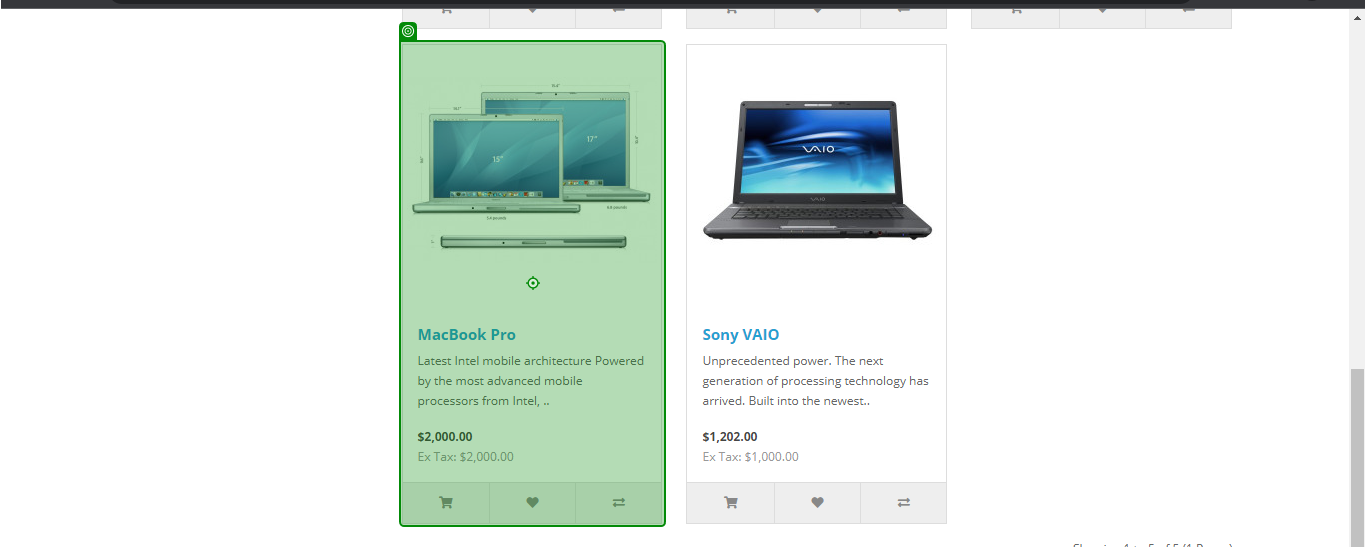 15"
17"
VAIO
VAIO
MacBook Pro
Latest Intel mobile architecture Powered
by the most advanced mobile
processors from Intel, ..
$2,000.00
Ex Tax: $2,000.00
Sony VAIO
Unprecedented power. The next
generation of processing technology has
arrived. Built into the newest..
$1,202.00
Ex Tax: $1,000.00